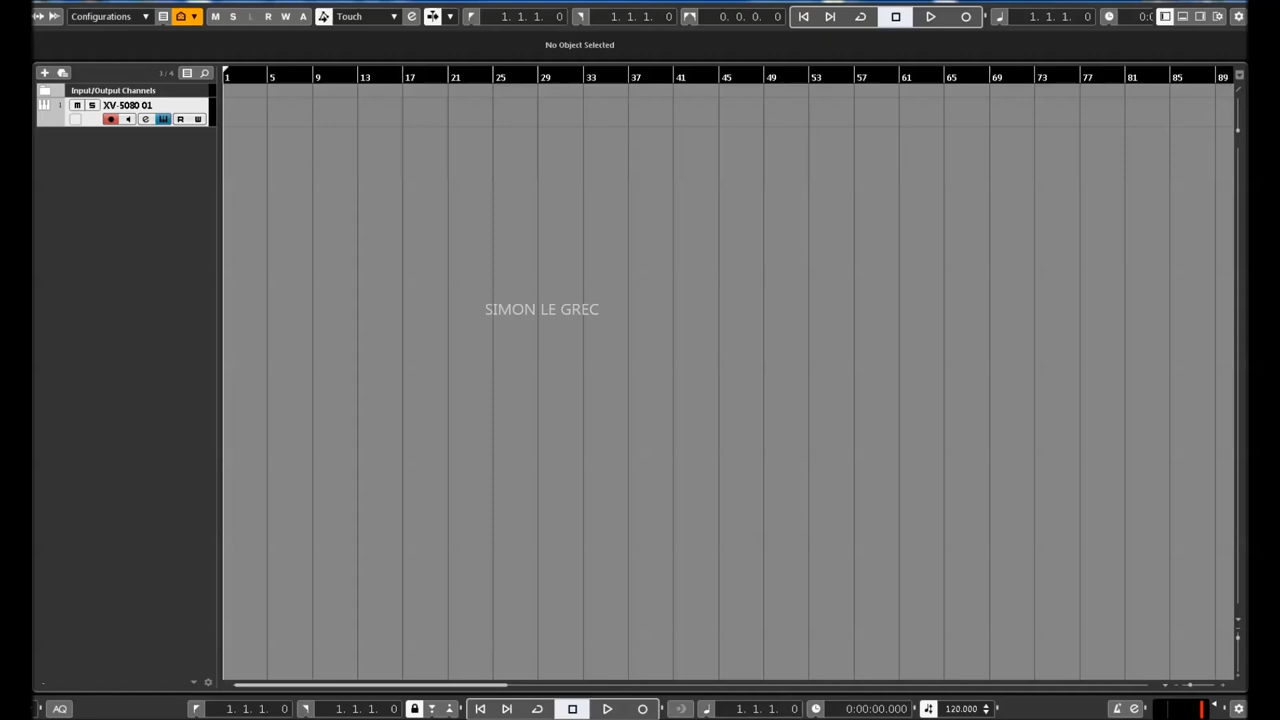 Configurations M S L R W A Touch 1. 1. 1. 0 1. 1. 1. 0 0. 0. 0. 0 1. 1. 1. 0
No Object Selected
1 5 9 13 17 21 25 29 33 37 41 45 49 53 57 61 65 69 73 77 81 85 89
Input/Output Channels
1 m S XV-5080 01
e R W
SIMON LE GREC
AQ 1. 1. 1. 0 1. 1. 1. 0 1. 1. 1. 0 0:00:00.000 120.000